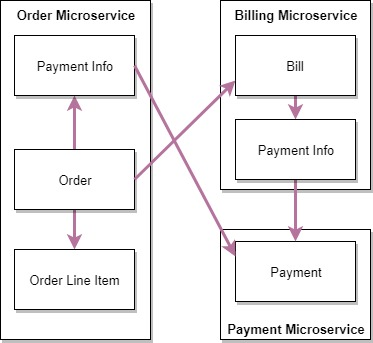 Order Microservice
Payment Info
Order
Order Line Item
Billing Microservice
Bill
Payment Info
Payment
Payment Microservice